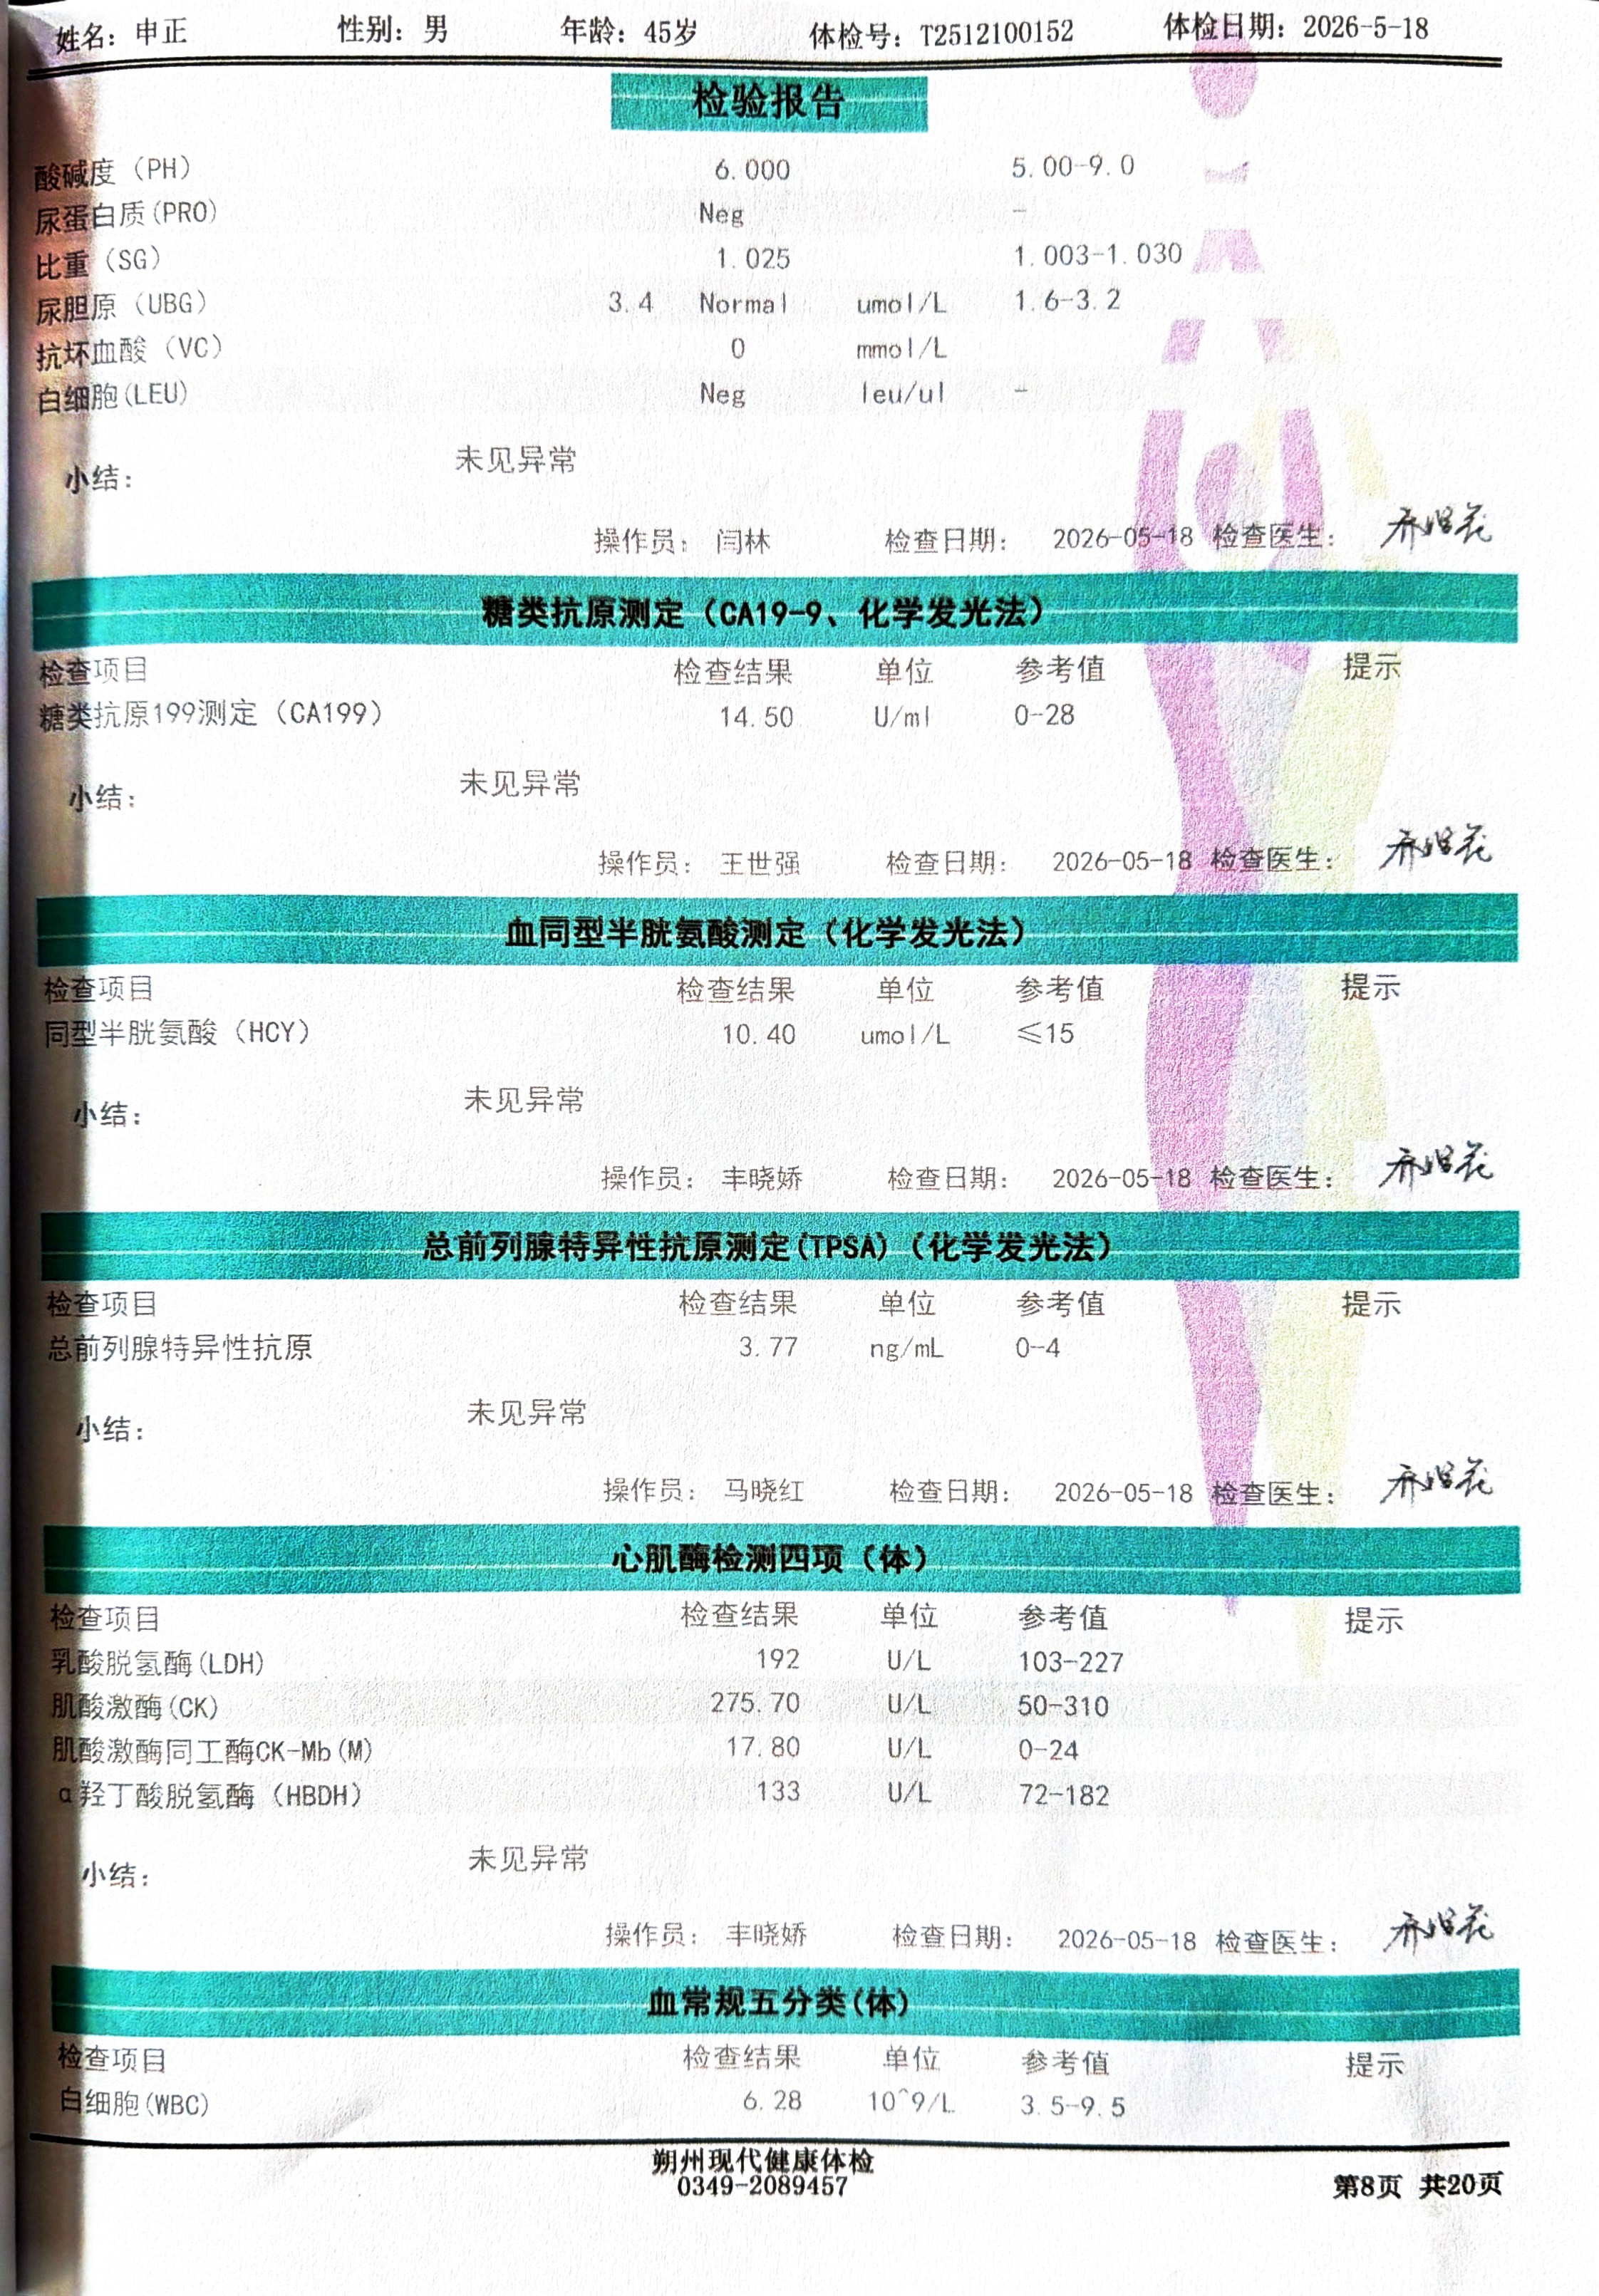 姓名：申正 性别：男 年龄：45岁 体检号：T2512100152 体检日期：2026-5-18
检验报告
酸碱度（PH） 6.000 5.00-9.0
尿蛋白质(PRO) Neg -
比重（SG） 1.025 1.003-1.030
尿胆原（UBG） 3.4 Normal umol/L 1.6-3.2
抗坏血酸（VC） 0 mmol/L
白细胞(LEU) Neg leu/ul -
小结： 未见异常
操作员： 闫林 检查日期： 2026-05-18 检查医生：
糖类抗原测定（CA19-9、化学发光法）
检查项目 检查结果 单位 参考值 提示
糖类抗原199测定（CA199） 14.50 U/ml 0-28
小结： 未见异常
操作员： 王世强 检查日期： 2026-05-18 检查医生：
血同型半胱氨酸测定（化学发光法）
检查项目 检查结果 单位 参考值 提示
同型半胱氨酸（HCY） 10.40 umol/L ≤15
小结： 未见异常
操作员： 丰晓娇 检查日期： 2026-05-18 检查医生：
总前列腺特异性抗原测定(TPSA)（化学发光法）
检查项目 检查结果 单位 参考值 提示
总前列腺特异性抗原 3.77 ng/mL 0-4
小结： 未见异常
操作员： 马晓红 检查日期： 2026-05-18 检查医生：
心肌酶检测四项（体）
检查项目 检查结果 单位 参考值 提示
乳酸脱氢酶(LDH) 192 U/L 103-227
肌酸激酶(CK) 275.70 U/L 50-310
肌酸激酶同工酶CK-Mb(M) 17.80 U/L 0-24
α羟丁酸脱氢酶（HBDH） 133 U/L 72-182
小结： 未见异常
操作员： 丰晓娇 检查日期： 2026-05-18 检查医生：
血常规五分类(体)
检查项目 检查结果 单位 参考值 提示
白细胞(WBC) 6.28 10^9/L 3.5-9.5
朔州现代健康体检
0349-2089457
第8页 共20页